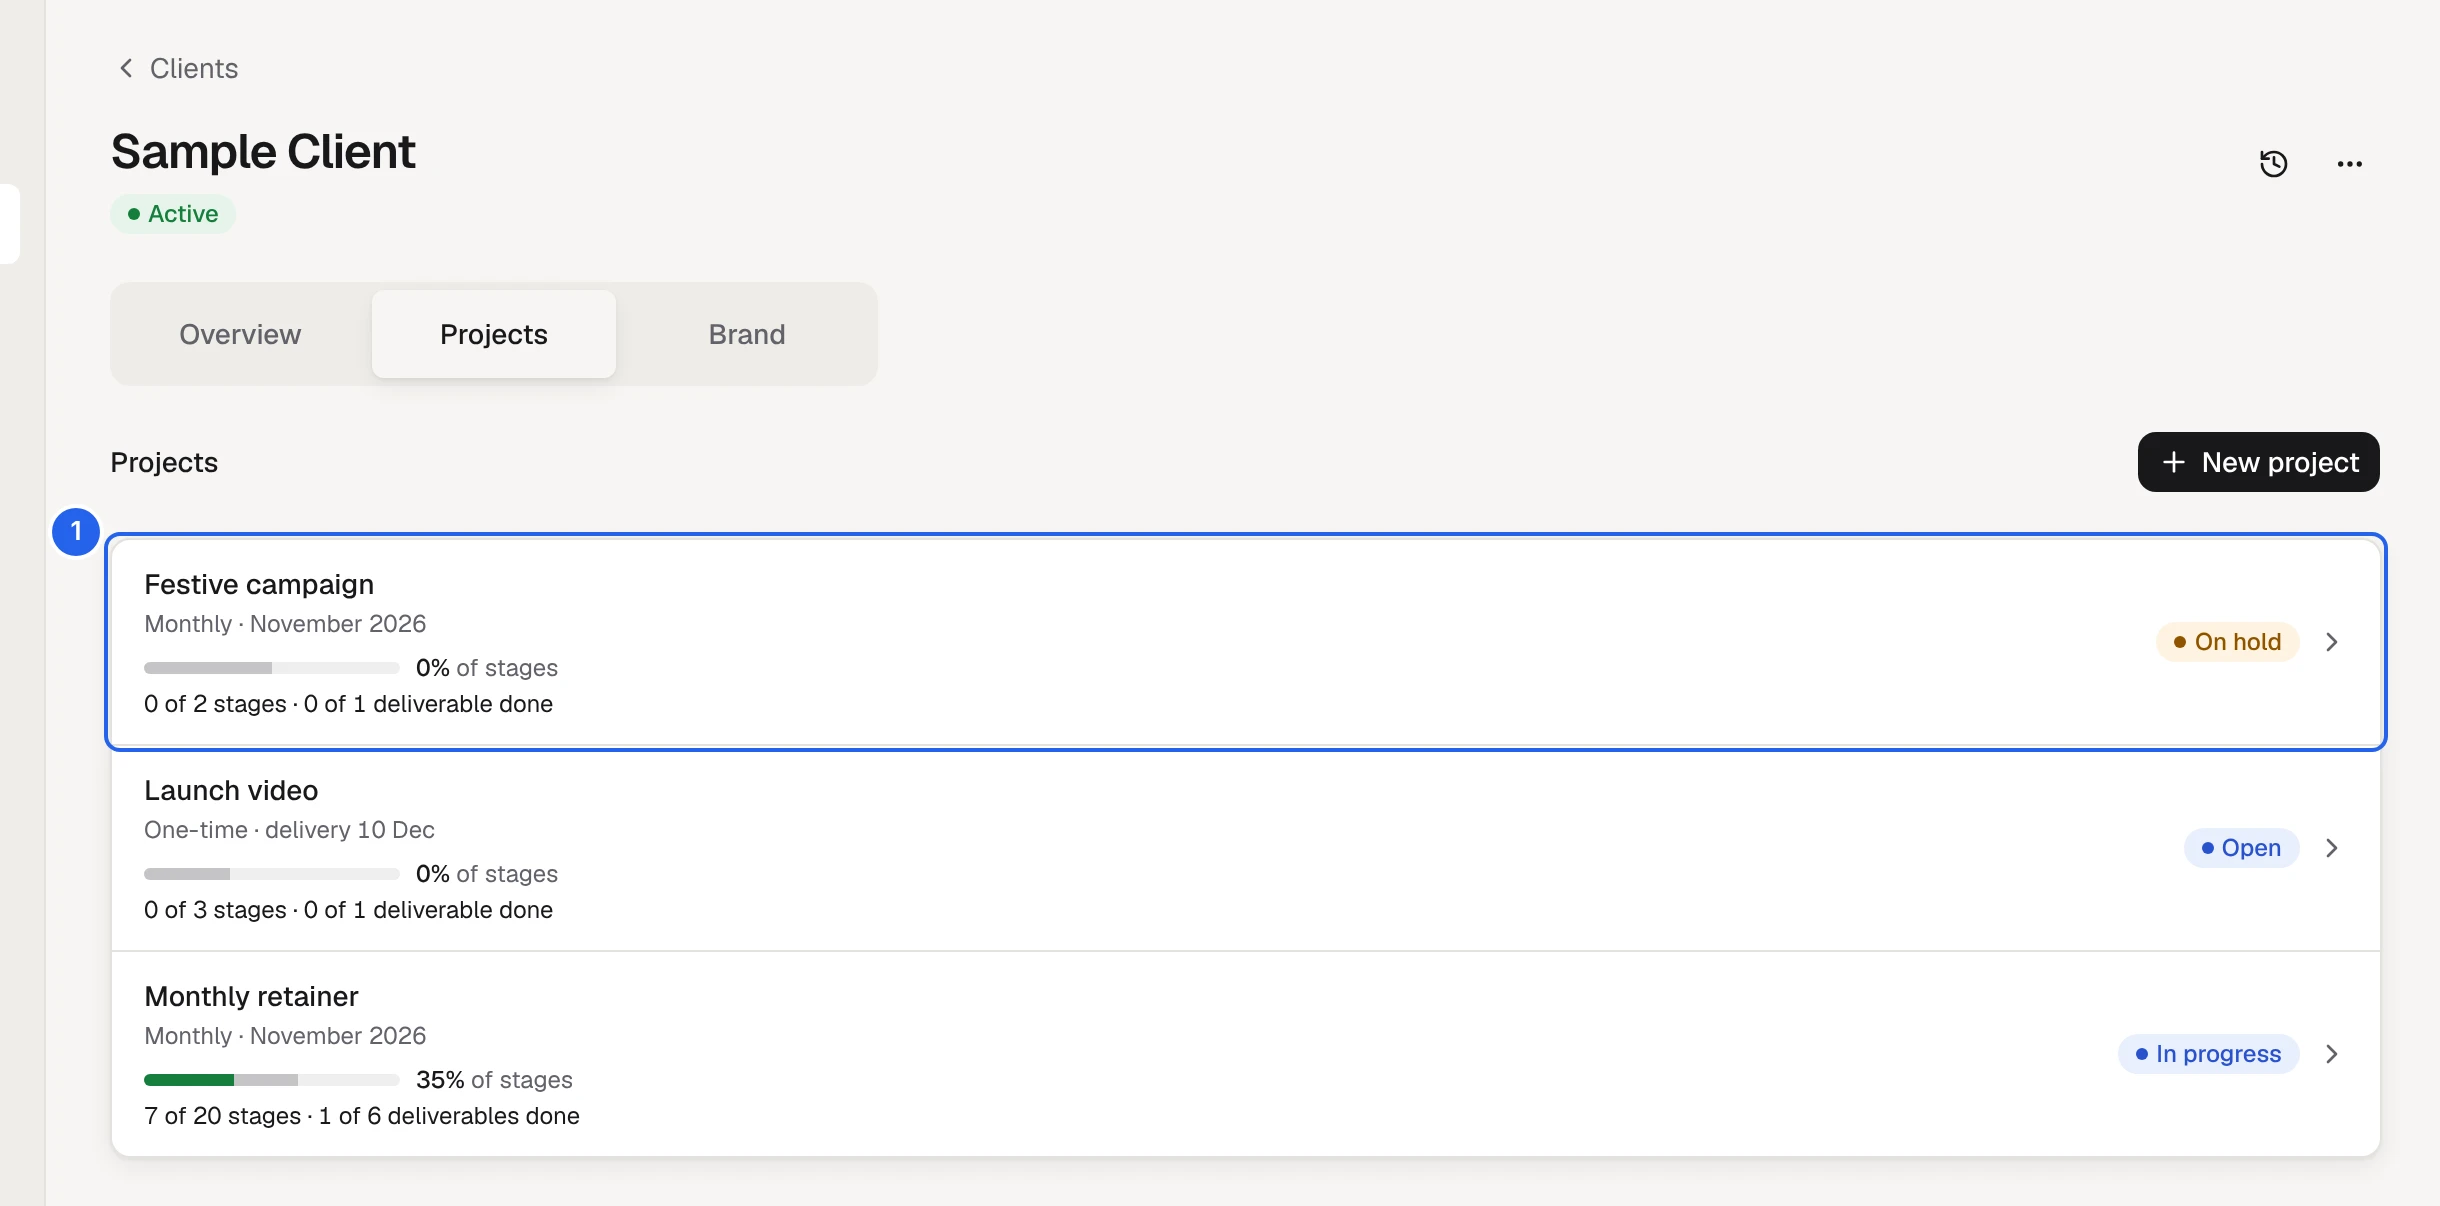 Clients
Sample Client
Active
Overview
Projects
Brand
Projects
New project
1
Festive campaign
Monthly · November 2026
0% of stages
0 of 2 stages · 0 of 1 deliverable done
On hold
Launch video
One-time · delivery 10 Dec
0% of stages
0 of 3 stages · 0 of 1 deliverable done
Open
Monthly retainer
Monthly · November 2026
35% of stages
7 of 20 stages · 1 of 6 deliverables done
In progress